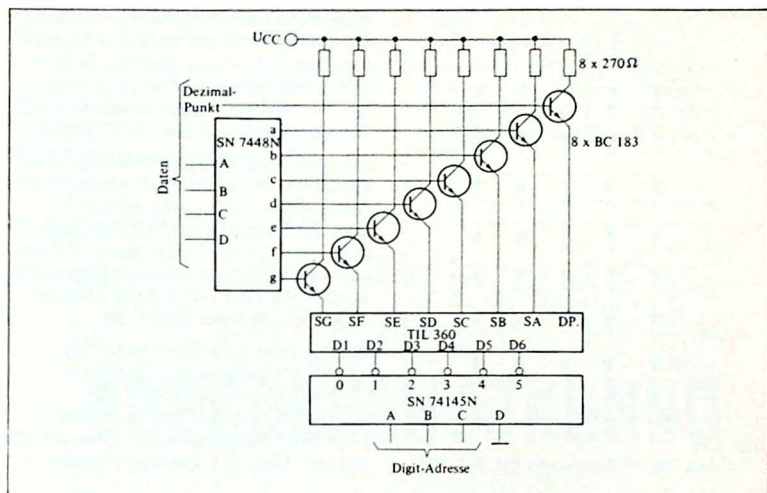 UCC
8 x 270 Ω
Dezimal-
Punkt
a
SN 7448N
8 x BC 183
A
b
Daten
B
c
C
d
D
e
f
g
SG SF SE SD SC SB SA DP.
TIL 360
D1 D2 D3 D4 D5 D6
0 1 2 3 4 5
SN 74145N
A B C D
Digit-Adresse